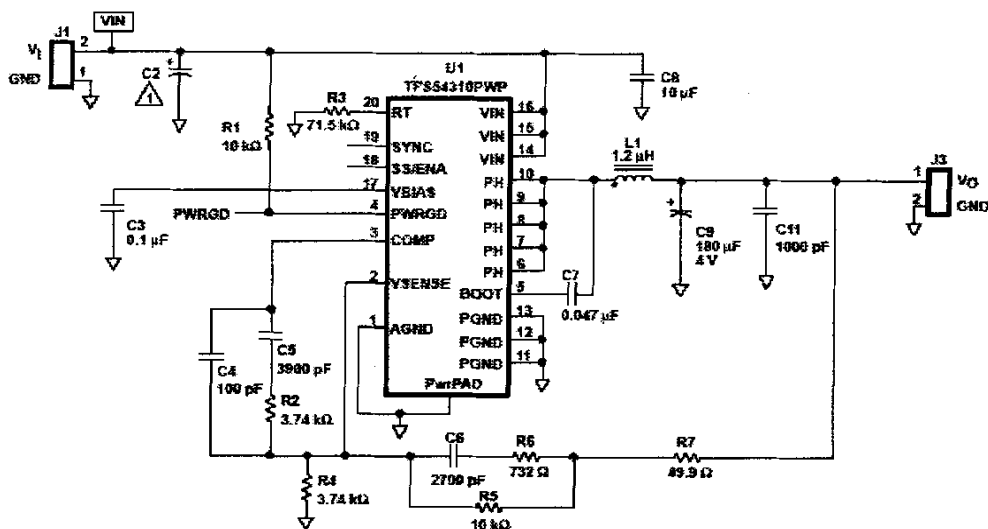 VIN
J1
VI 2
GND 1
C2
1
R1
10 kΩ
R3
71.5 kΩ
U1
TPS54310PWP
20 RT
19 SYNC
18 SS/ENA
17 VBIAS
4 PWRGD
3 COMP
2 VSENSE
1 AGND
PwrPAD
VIN 16
VIN 15
VIN 14
PH 10
PH 9
PH 8
PH 7
PH 6
BOOT 5
PGND 13
PGND 12
PGND 11
C8
10 µF
L1
1.2 µH
J3
1 VO
2 GND
C9
180 µF
4 V
C11
1000 pF
C7
0.047 µF
PWRGD
C3
0.1 µF
C4
100 pF
C5
3900 pF
R2
3.74 kΩ
R4
3.74 kΩ
C6
2700 pF
R6
732 Ω
R5
10 kΩ
R7
49.9 Ω